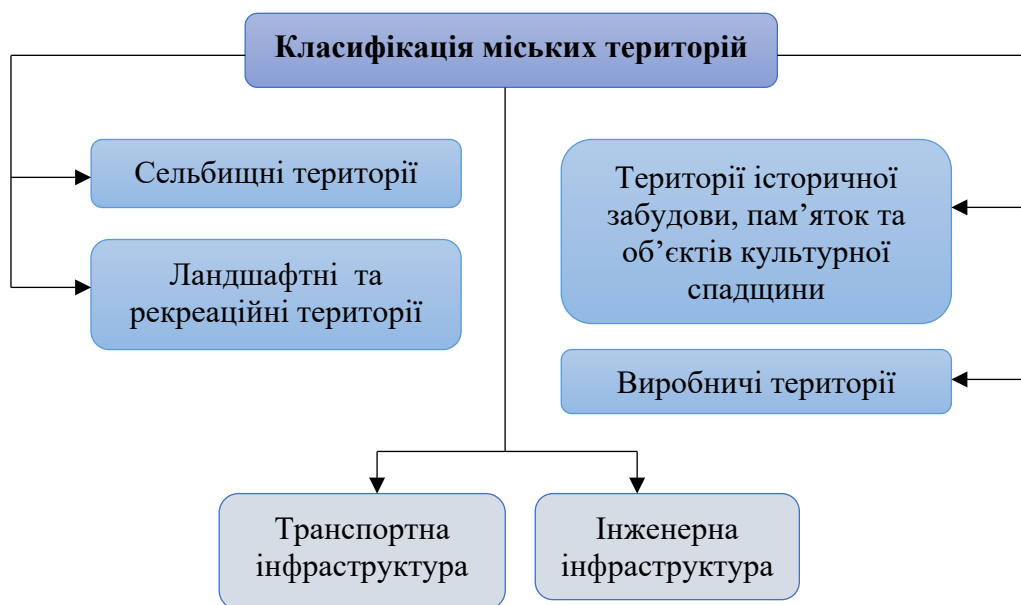 Класифікація міських територій
Сельбищні території
Ландшафтні та
рекреаційні території
Території історичної
забудови, пам’яток та
об’єктів культурної
спадщини
Виробничі території
Транспортна
інфраструктура
Інженерна
інфраструктура